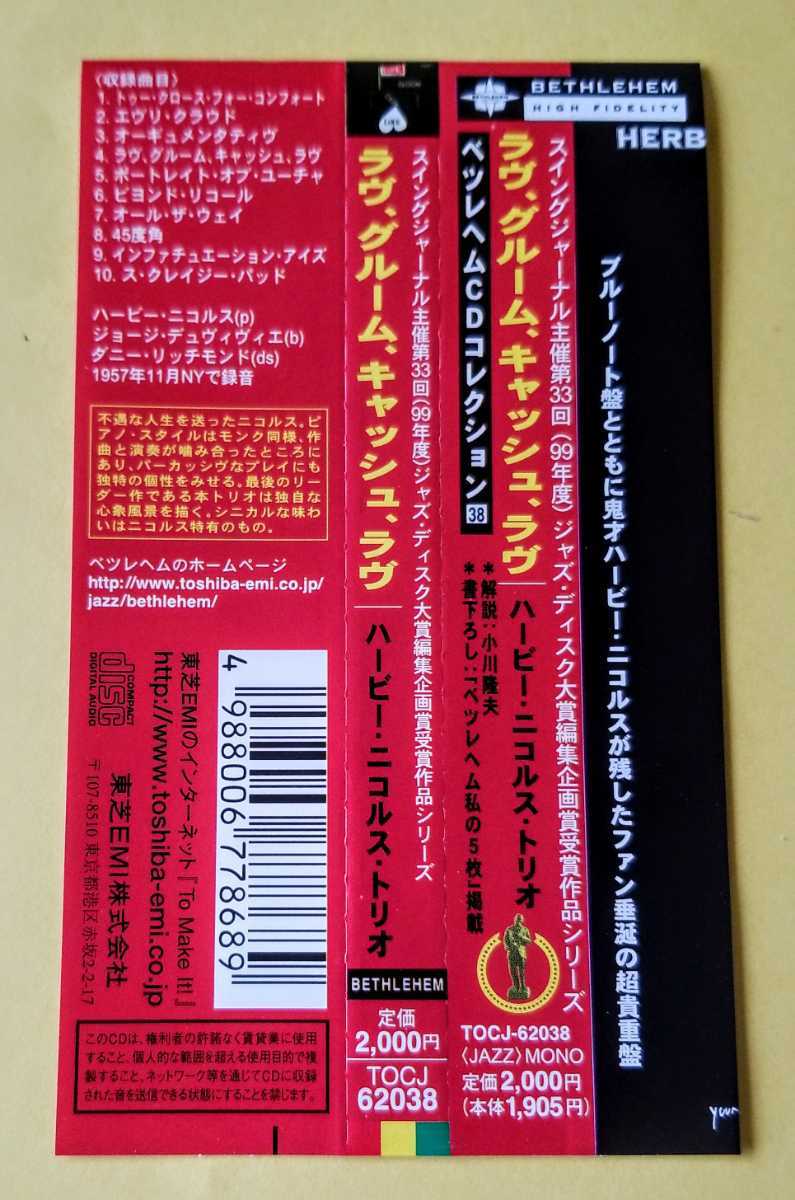 〈収録曲目〉
1. トゥー・クロース・フォー・コンフォート
2. エヴリ・クラウド
3. オーギュメンタティヴ
4. ラヴ、グルーム、キャッシュ、ラヴ
5. ポートレイト・オブ・ユーチャ
6. ビヨンド・リコール
7. オール・ザ・ウェイ
8. 45度角
9. インファチュエーション・アイズ
10. ス・クレイジー・パッド
ハービー・ニコルス(p)
ジョージ・デュヴィヴィエ(b)
ダニー・リッチモンド(ds)
1957年11月NYで録音
不遇な人生を送ったニコルス。ピ
アノ・スタイルはモンク同様、作
曲と演奏が噛み合ったところに
あり、パーカッシヴなプレイにも
独特の個性をみせる。最後のリー
ダー作である本トリオは独自な
心象風景を描く。シニカルな味わ
いはニコルス特有のもの。
ベツレヘムのホームページ
http://www.toshiba-emi.co.jp/
jazz/bethlehem/
COMPACT
disc
DIGITAL AUDIO
東芝EMIのインターネット『To Make It!』
http://www.toshiba-emi.co.jp
東芝EMI株式会社
〒107-8510 東京都港区赤坂2-2-17
4 988006 778689
このCDは、権利者の許諾なく賃貸業に使用
すること、個人的な範囲を超える使用目的で複
製すること、ネットワーク等を通じてCDに収録
された音を送信できる状態にすることを禁じます。
スイングジャーナル主催第33回(99年度)ジャズ・ディスク大賞編集企画賞受賞作品シリーズ
ラヴ、グルーム、キャッシュ、ラヴ
ハービー・ニコルス・トリオ
BETHLEHEM
定価
2,000円
TOCJ
62038
BETHLEHEM
BETHLEHEM
HIGH FIDELITY
HERB
スイングジャーナル主催第33回(99年度)ジャズ・ディスク大賞編集企画賞受賞作品シリーズ
ラヴ、グルーム、キャッシュ、ラヴ
ハービー・ニコルス・トリオ
ベツレヘムCDコレクション 38
＊解説:小川隆夫
＊書下ろし:「ベツレヘム私の5枚」掲載
TOCJ-62038
〈JAZZ〉MONO
定価2,000円
(本体1,905円)
ブルーノート盤とともに鬼才ハービー・ニコルスが残したファン垂涎の超貴重盤